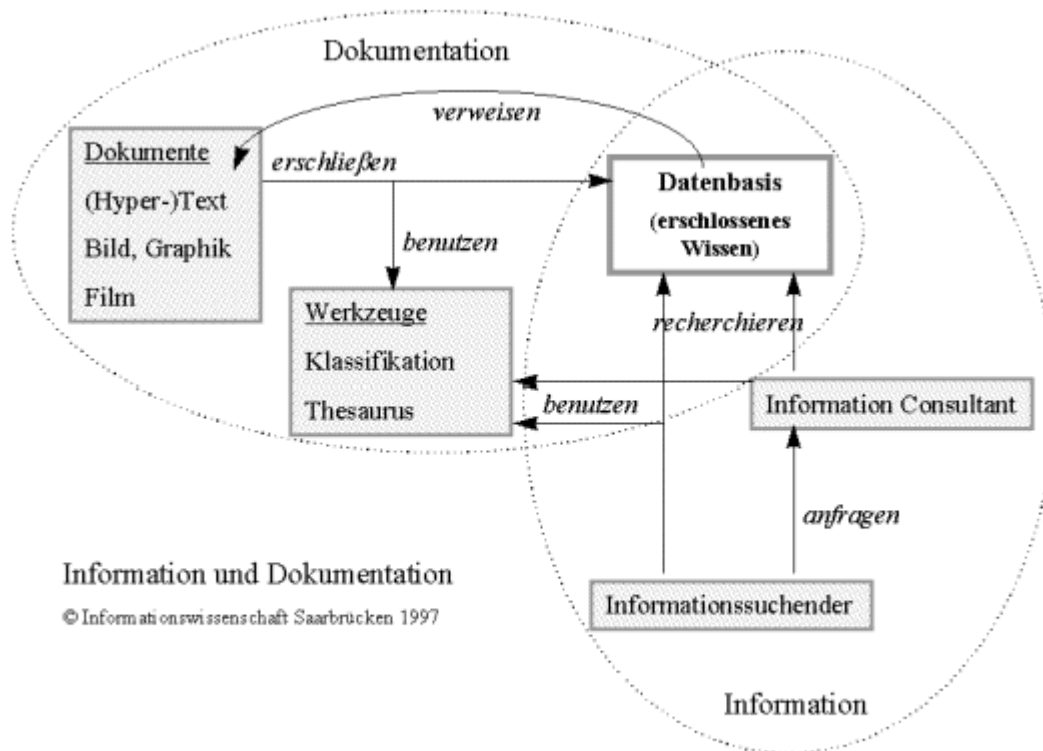 Dokumentation
verweisen
Dokumente
(Hyper-)Text
Bild, Graphik
Film
erschließen
Datenbasis
(erschlossenes
Wissen)
benutzen
Werkzeuge
Klassifikation
Thesaurus
recherchieren
benutzen
Information Consultant
anfragen
Information und Dokumentation
© Informationswissenschaft Saarbrücken 1997
Informationssuchender
Information